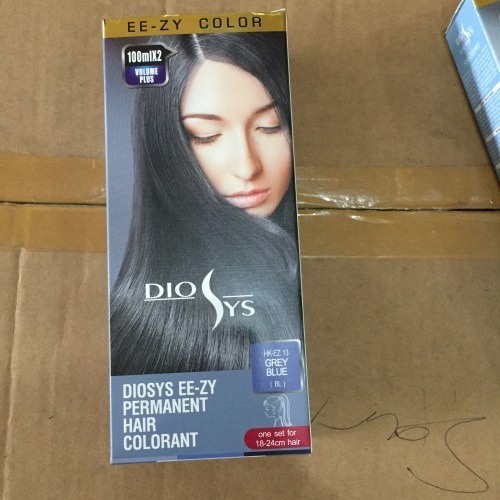 EE-ZY COLOR
100mlX2
VOLUME
PLUS
DIOSYS
HK-EZ 13
GREY
BLUE
( BL )
DIOSYS EE-ZY
PERMANENT
HAIR
COLORANT
one set for
18-24cm hair